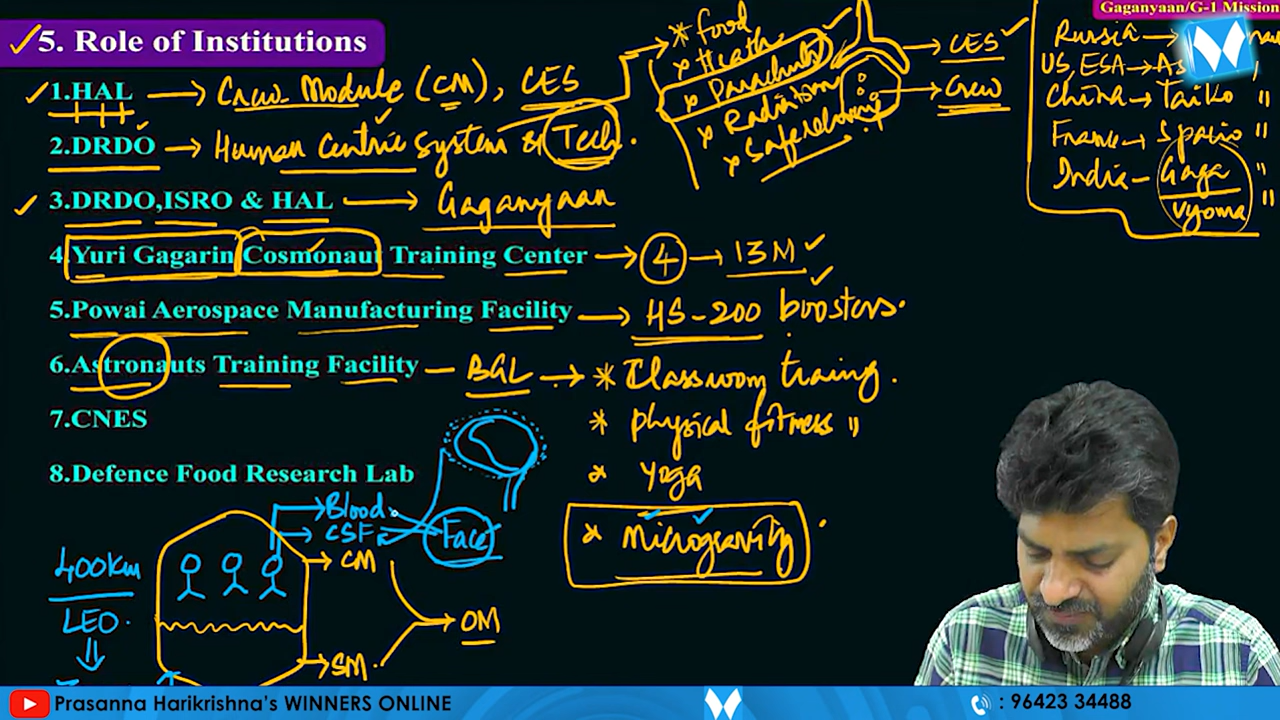 Gaganyaan/G-1 Mission
5. Role of Institutions
1.HAL → Crew Module (CM), CES
2.DRDO → Human Centric System & Tech.
3.DRDO,ISRO & HAL → Gaganyaan
4.Yuri Gagarin Cosmonaut Training Center → 4 → 13M
5.Powai Aerospace Manufacturing Facility → HS-200 boosters.
6.Astronauts Training Facility - BGL → * Classroom traing.
* Physical fitness "
* Yoga
* Microgravity
7.CNES
8.Defence Food Research Lab
* Food
* Heath
* Parachute
* Radiation
* Safe
→ CES
→ Crew
Russia →
US, ESA → As
China → Taiko "
France → Spatio "
India - Gaga "
Vyoma "
Blood
CSF
Face
400km
LEO.
CM
SM
OM
Prasanna Harikrishna's WINNERS ONLINE
: 96423 34488